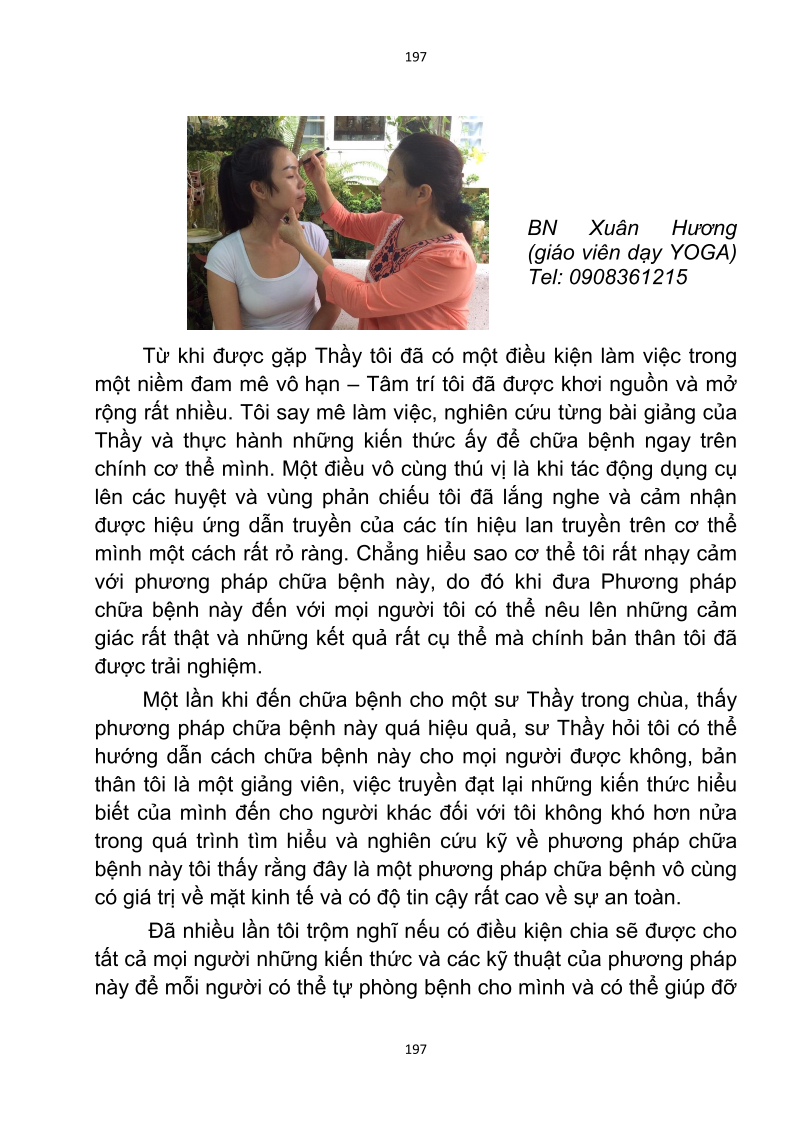 197
BN Xuân Hương
(giáo viên dạy YOGA)
Tel: 0908361215
Từ khi được gặp Thầy tôi đã có một điều kiện làm việc trong
một niềm đam mê vô hạn – Tâm trí tôi đã được khơi nguồn và mở
rộng rất nhiều. Tôi say mê làm việc, nghiên cứu từng bài giảng của
Thầy và thực hành những kiến thức ấy để chữa bệnh ngay trên
chính cơ thể mình. Một điều vô cùng thú vị là khi tác động dụng cụ
lên các huyệt và vùng phản chiếu tôi đã lắng nghe và cảm nhận
được hiệu ứng dẫn truyền của các tín hiệu lan truyền trên cơ thể
mình một cách rất rỏ ràng. Chẳng hiểu sao cơ thể tôi rất nhạy cảm
với phương pháp chữa bệnh này, do đó khi đưa Phương pháp
chữa bệnh này đến với mọi người tôi có thể nêu lên những cảm
giác rất thật và những kết quả rất cụ thể mà chính bản thân tôi đã
được trải nghiệm.
Một lần khi đến chữa bệnh cho một sư Thầy trong chùa, thấy
phương pháp chữa bệnh này quá hiệu quả, sư Thầy hỏi tôi có thể
hướng dẫn cách chữa bệnh này cho mọi người được không, bản
thân tôi là một giảng viên, việc truyền đạt lại những kiến thức hiểu
biết của mình đến cho người khác đối với tôi không khó hơn nửa
trong quá trình tìm hiểu và nghiên cứu kỹ về phương pháp chữa
bệnh này tôi thấy rằng đây là một phương pháp chữa bệnh vô cùng
có giá trị về mặt kinh tế và có độ tin cậy rất cao về sự an toàn.
Đã nhiều lần tôi trộm nghĩ nếu có điều kiện chia sẽ được cho
tất cả mọi người những kiến thức và các kỹ thuật của phương pháp
này để mỗi người có thể tự phòng bệnh cho mình và có thể giúp đỡ
197